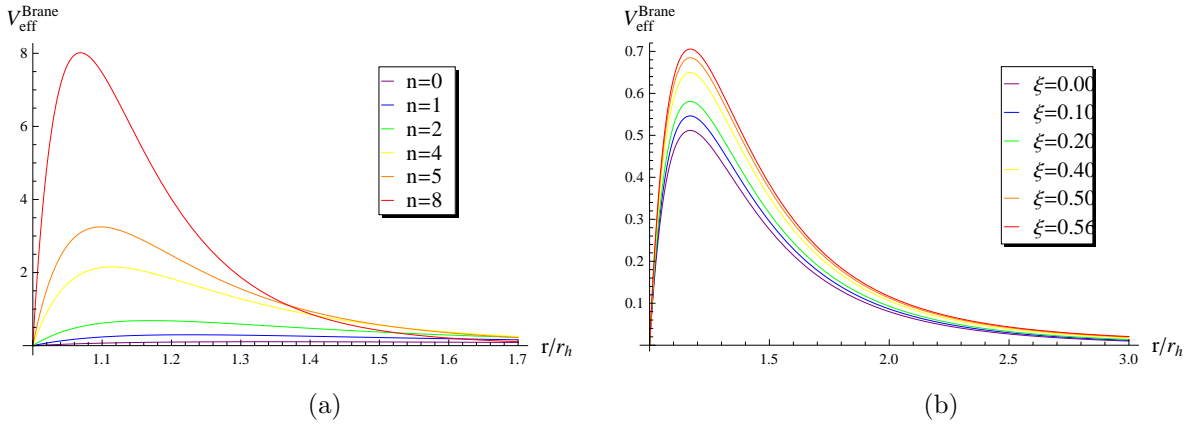 V_eff^Brane
8
6
4
2
1.1 1.2 1.3 1.4 1.5 1.6 1.7
r/r_h
n=0
n=1
n=2
n=4
n=5
n=8
(a)
V_eff^Brane
0.7
0.6
0.5
0.4
0.3
0.2
0.1
1.5 2.0 2.5 3.0
r/r_h
ξ=0.00
ξ=0.10
ξ=0.20
ξ=0.40
ξ=0.50
ξ=0.56
(b)